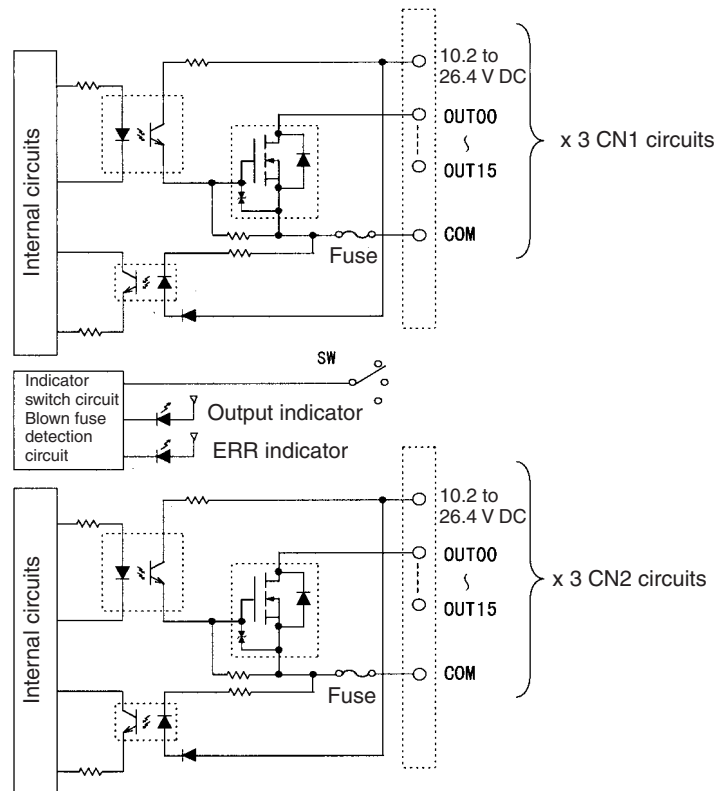 Internal circuits
10.2 to
26.4 V DC
OUT00
~
OUT15
COM
Fuse
x 3 CN1 circuits
SW
Indicator
switch circuit
Blown fuse
detection
circuit
Output indicator
ERR indicator
Internal circuits
10.2 to
26.4 V DC
OUT00
~
OUT15
COM
Fuse
x 3 CN2 circuits